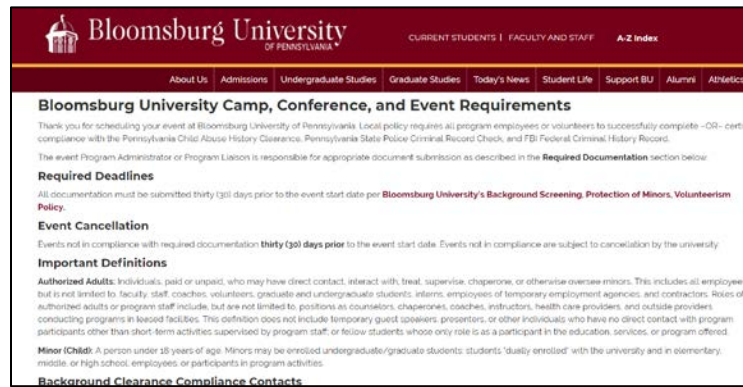 Bloomsburg University
OF PENNSYLVANIA
CURRENT STUDENTS | FACULTY AND STAFF A-Z Index
About Us Admissions Undergraduate Studies Graduate Studies Today's News Student Life Support BU Alumni Athletics
Bloomsburg University Camp, Conference, and Event Requirements
Thank you for scheduling your event at Bloomsburg University of Pennsylvania. Local policy requires all program employees or volunteers to successfully complete -OR- certi
compliance with the Pennsylvania Child Abuse History Clearance, Pennsylvania State Police Criminal Record Check, and FBI Federal Criminal History Record.
The event Program Administrator or Program Liaison is responsible for appropriate document submission as described in the Required Documentation section below.
Required Deadlines
All documentation must be submitted thirty (30) days prior to the event start date per Bloomsburg University's Background Screening, Protection of Minors, Volunteerism
Policy.
Event Cancellation
Events not in compliance with required documentation thirty (30) days prior to the event start date. Events not in compliance are subject to cancellation by the university.
Important Definitions
Authorized Adults: Individuals, paid or unpaid, who may have direct contact, interact with, treat, supervise, chaperone, or otherwise oversee minors. This includes all employee
but is not limited to, faculty, staff, coaches, volunteers, graduate and undergraduate students, interns, employees of temporary employment agencies, and contractors. Roles of
authorized adults or program staff include, but are not limited to, positions as counselors, chaperones, coaches, instructors, health care providers, and outside providers
conducting programs in leased facilities. This definition does not include temporary guest speakers, presenters, or other individuals who have no direct contact with program
participants other than short-term activities supervised by program staff; or fellow students whose only role is as a participant in the education, services, or program offered.
Minor (Child): A person under 18 years of age. Minors may be enrolled undergraduate/graduate students; students "dually enrolled" with the university and in elementary,
middle, or high school, employees, or participants in program activities.
Background Clearance Compliance Contacts